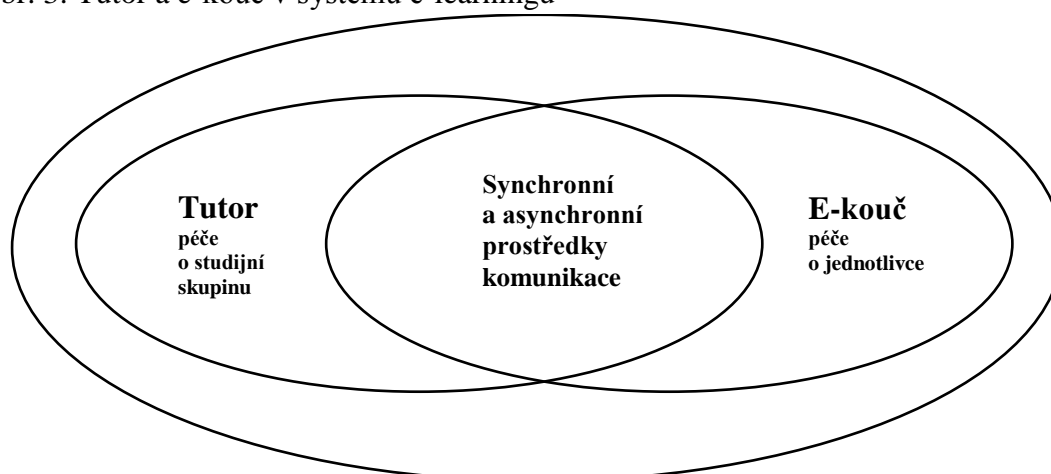 br. 3: Tutor a e-kouč v systému e-learningu
Tutor
péče
o studijní
skupinu
Synchronní
a asynchronní
prostředky
komunikace
E-kouč
péče
o jednotlivce